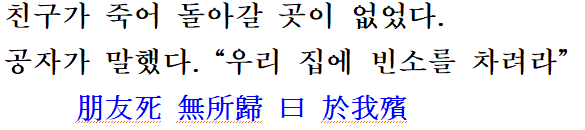 친구가 죽어 돌아갈 곳이 없었다.
공자가 말했다. “우리 집에 빈소를 차려라”
朋友死 無所歸 曰 於我殯